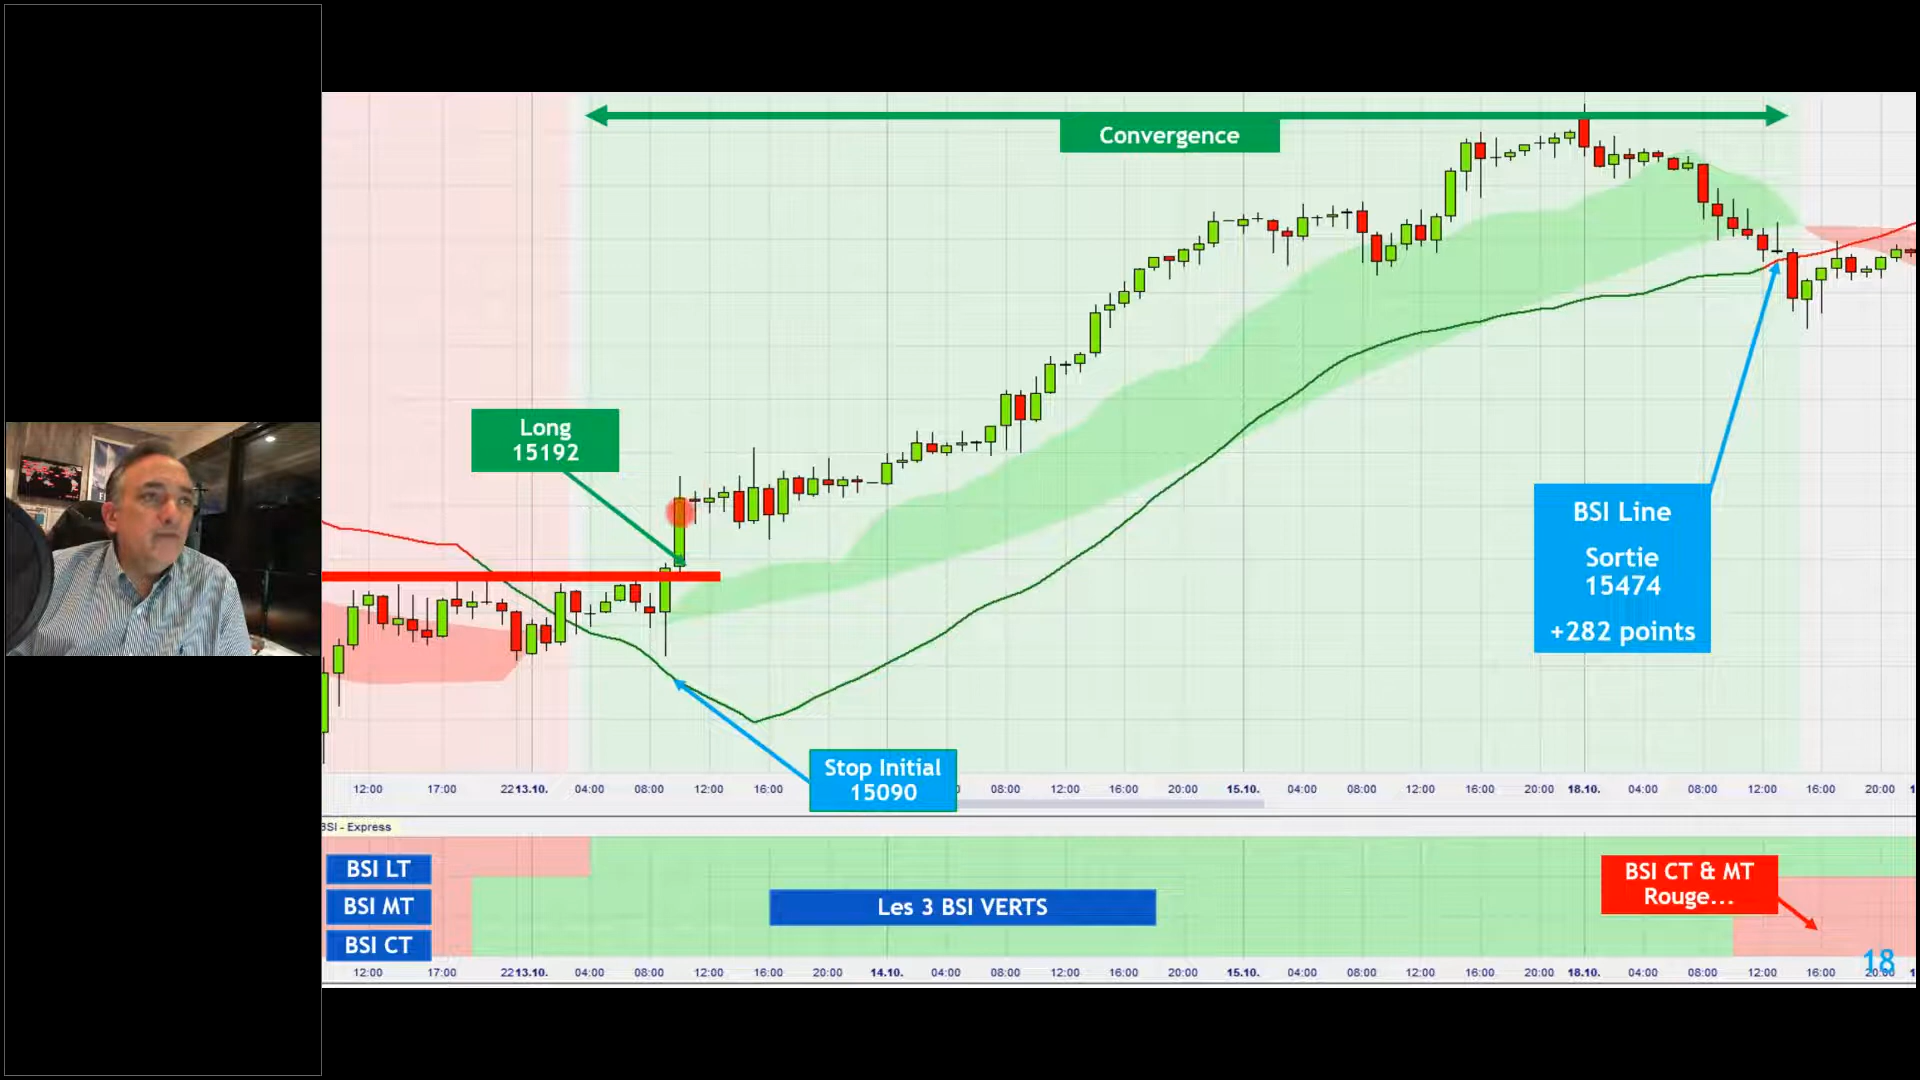 Convergence
Long
15192
BSI Line
Sortie
15474
+282 points
Stop Initial
15090
12:00 17:00 22 13.10. 04:00 08:00 12:00 16:00 08:00 12:00 16:00 20:00 15.10. 04:00 08:00 12:00 16:00 20:00 18.10. 04:00 08:00 12:00 16:00 20:00
BSI - Express
BSI LT
BSI MT
BSI CT
Les 3 BSI VERTS
BSI CT & MT
Rouge...
18
12:00 17:00 22 13.10. 04:00 08:00 12:00 16:00 20:00 14.10. 04:00 08:00 12:00 16:00 20:00 15.10. 04:00 08:00 12:00 16:00 20:00 18.10. 04:00 08:00 12:00 16:00 20:00